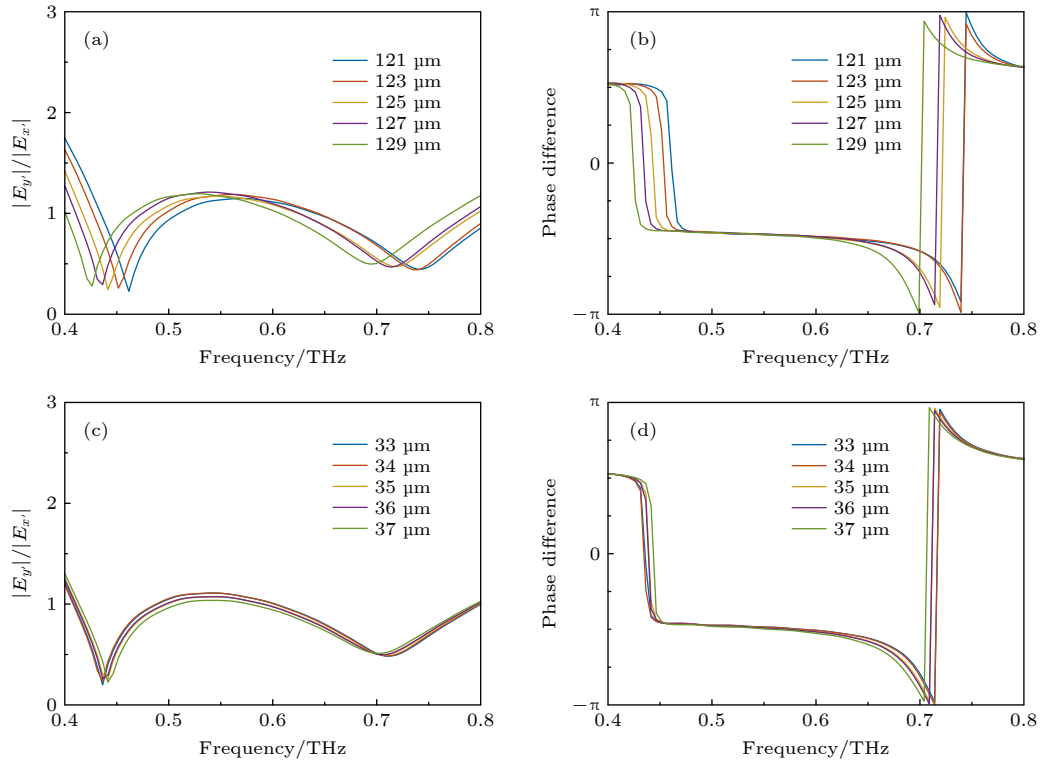 (a)
121 µm
123 µm
125 µm
127 µm
129 µm
|E_y'|/|E_x'|
3
2
1
0
0.4 0.5 0.6 0.7 0.8
Frequency/THz
(b)
121 µm
123 µm
125 µm
127 µm
129 µm
Phase difference
π
0
−π
0.4 0.5 0.6 0.7 0.8
Frequency/THz
(c)
33 µm
34 µm
35 µm
36 µm
37 µm
|E_y'|/|E_x'|
3
2
1
0
0.4 0.5 0.6 0.7 0.8
Frequency/THz
(d)
33 µm
34 µm
35 µm
36 µm
37 µm
Phase difference
π
0
−π
0.4 0.5 0.6 0.7 0.8
Frequency/THz